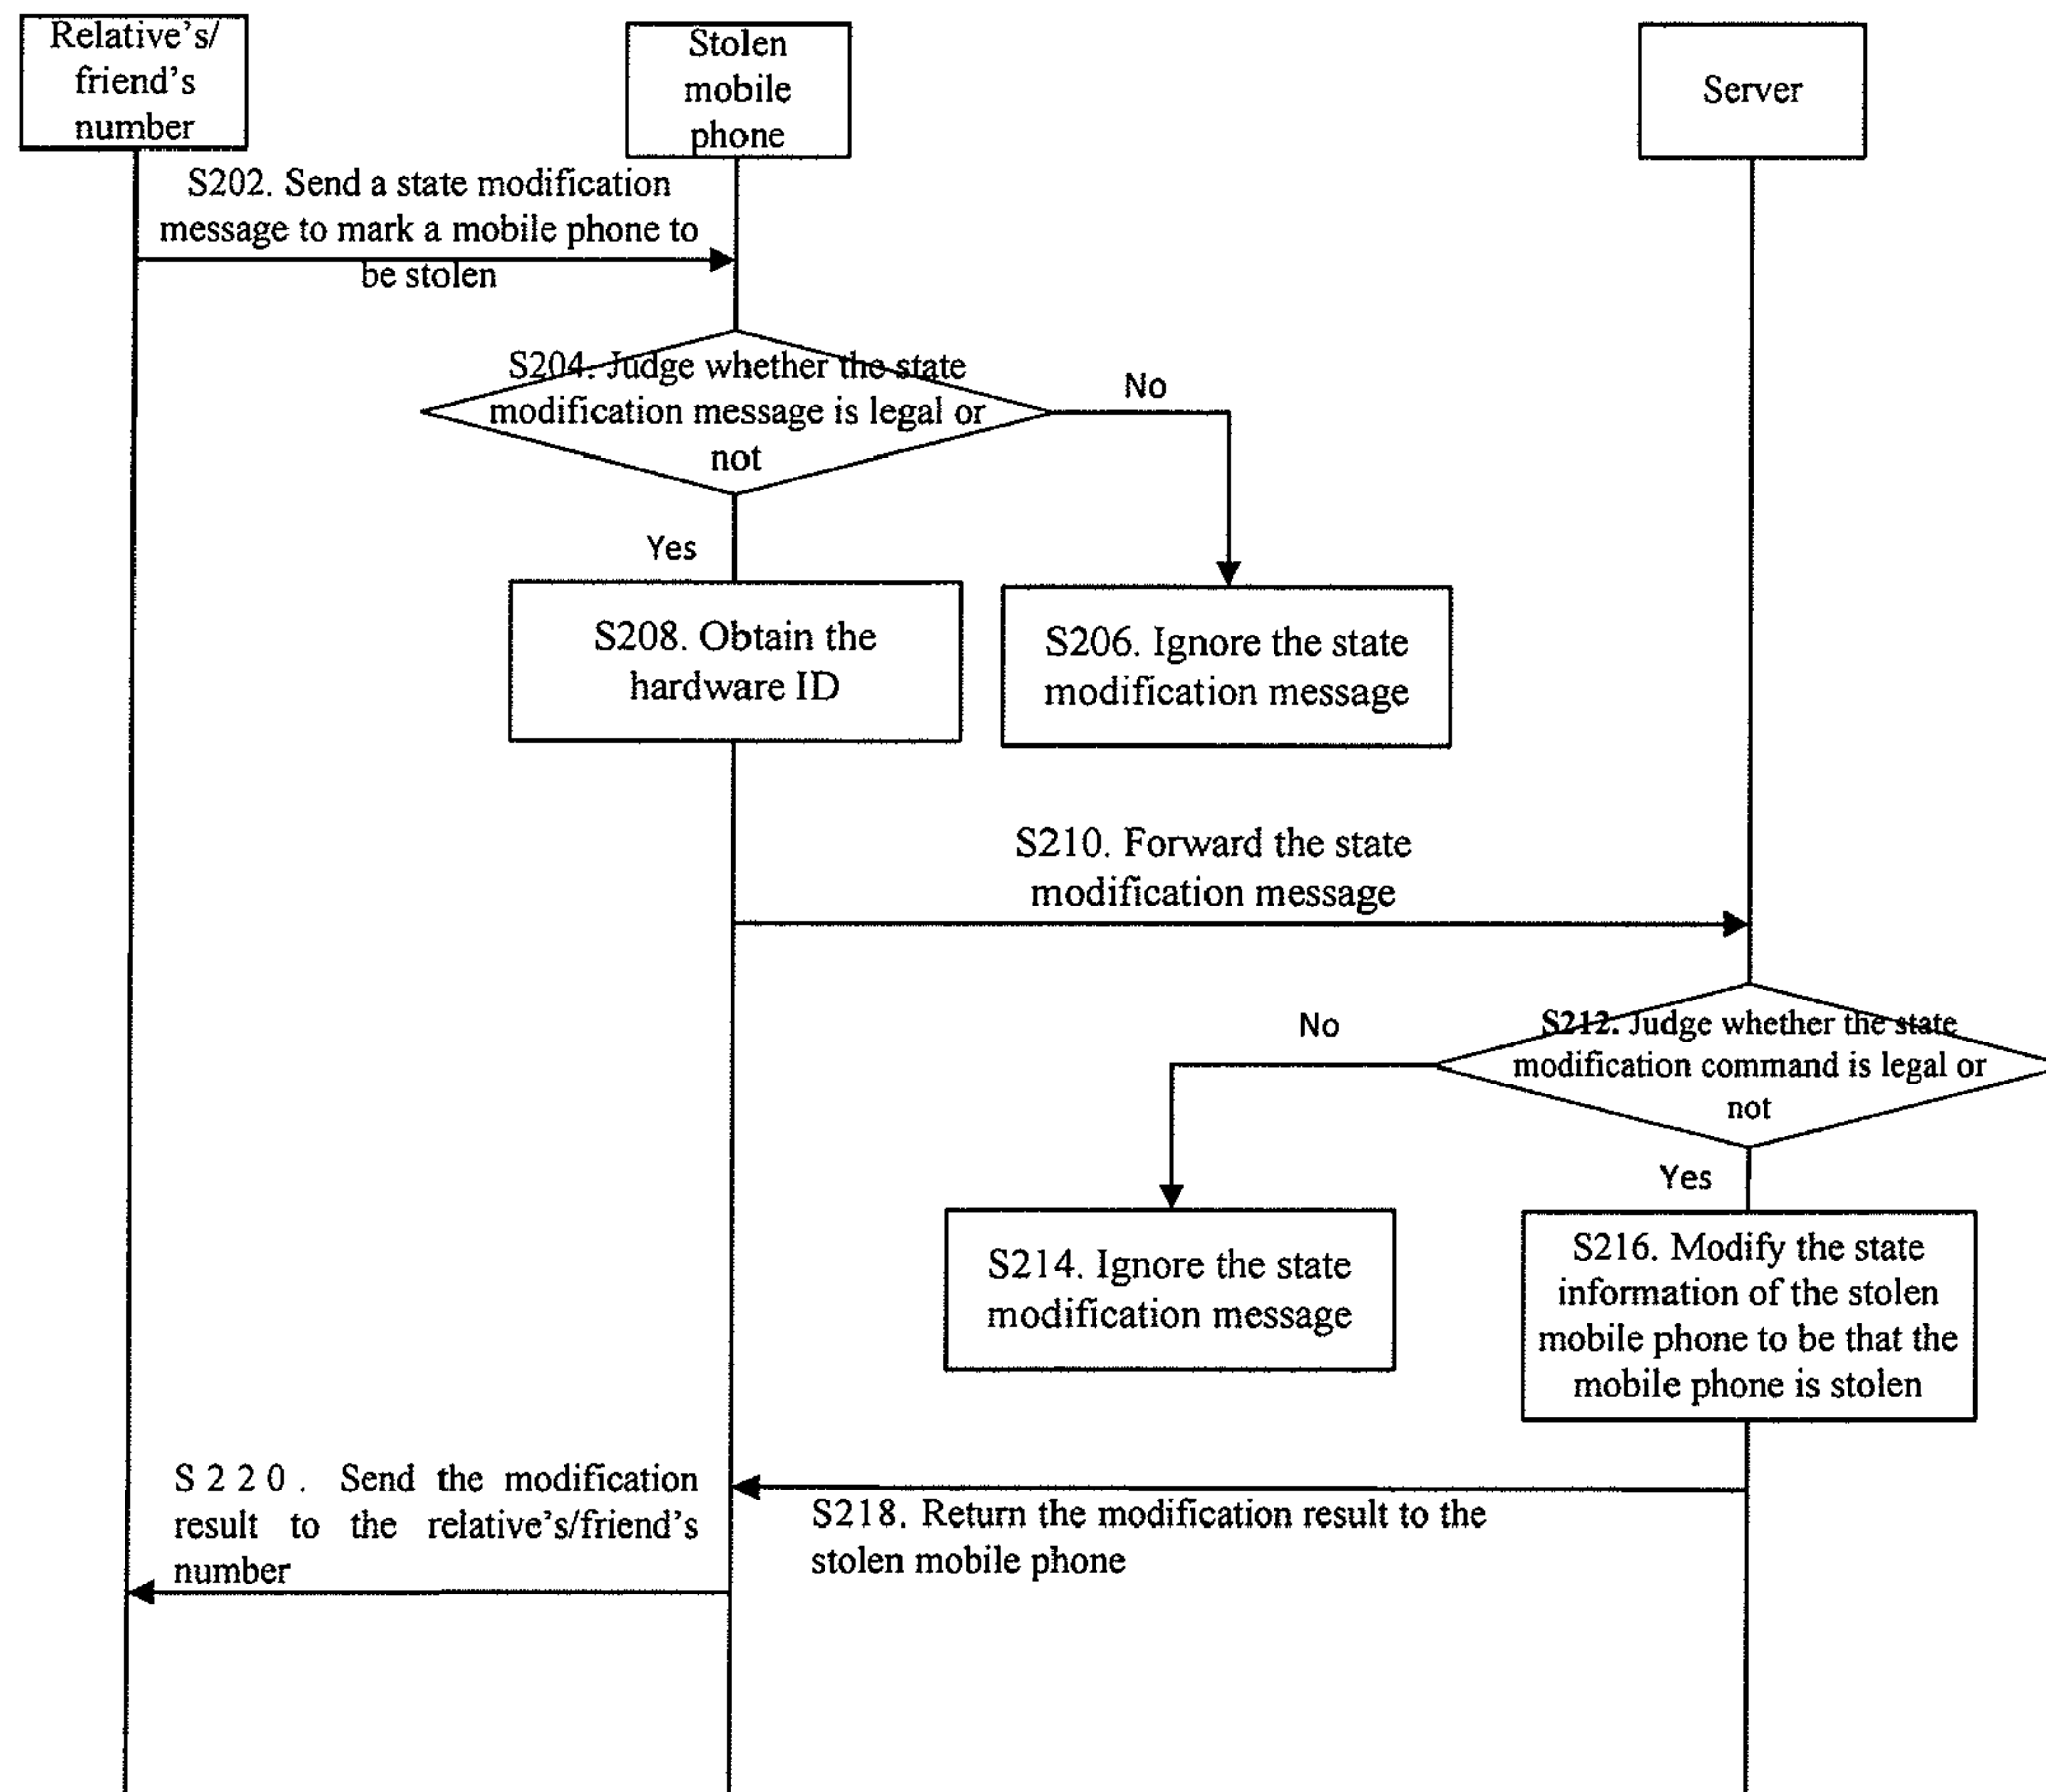 Relative's/
friend's
number
Stolen
mobile
phone
Server
S202. Send a state modification
message to mark a mobile phone to
be stolen
S204. Judge whether the state
modification message is legal or
not
No
Yes
S208. Obtain the
hardware ID
S206. Ignore the state
modification message
S210. Forward the state
modification message
No
S212. Judge whether the state
modification command is legal or
not
Yes
S214. Ignore the state
modification message
S216. Modify the state
information of the stolen
mobile phone to be that the
mobile phone is stolen
S 2 2 0 . Send the modification
result to the relative's/friend's
number
S218. Return the modification result to the
stolen mobile phone